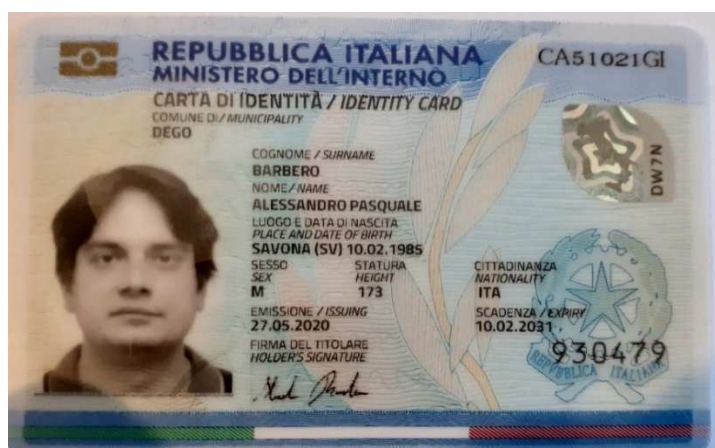 REPUBBLICA ITALIANA
MINISTERO DELL'INTERNO
CA51021GI
CARTA DI IDENTITÀ / IDENTITY CARD
COMUNE DI / MUNICIPALITY
DEGO
DW7N
COGNOME / SURNAME
BARBERO
NOME / NAME
ALESSANDRO PASQUALE
LUOGO E DATA DI NASCITA
PLACE AND DATE OF BIRTH
SAVONA (SV) 10.02.1985
SESSO STATURA CITTADINANZA
SEX HEIGHT NATIONALITY
M 173 ITA
EMISSIONE / ISSUING SCADENZA / EXPIRY
27.05.2020 10.02.2031
FIRMA DEL TITOLARE
HOLDER'S SIGNATURE
930479
REPUBBLICA ITALIANA